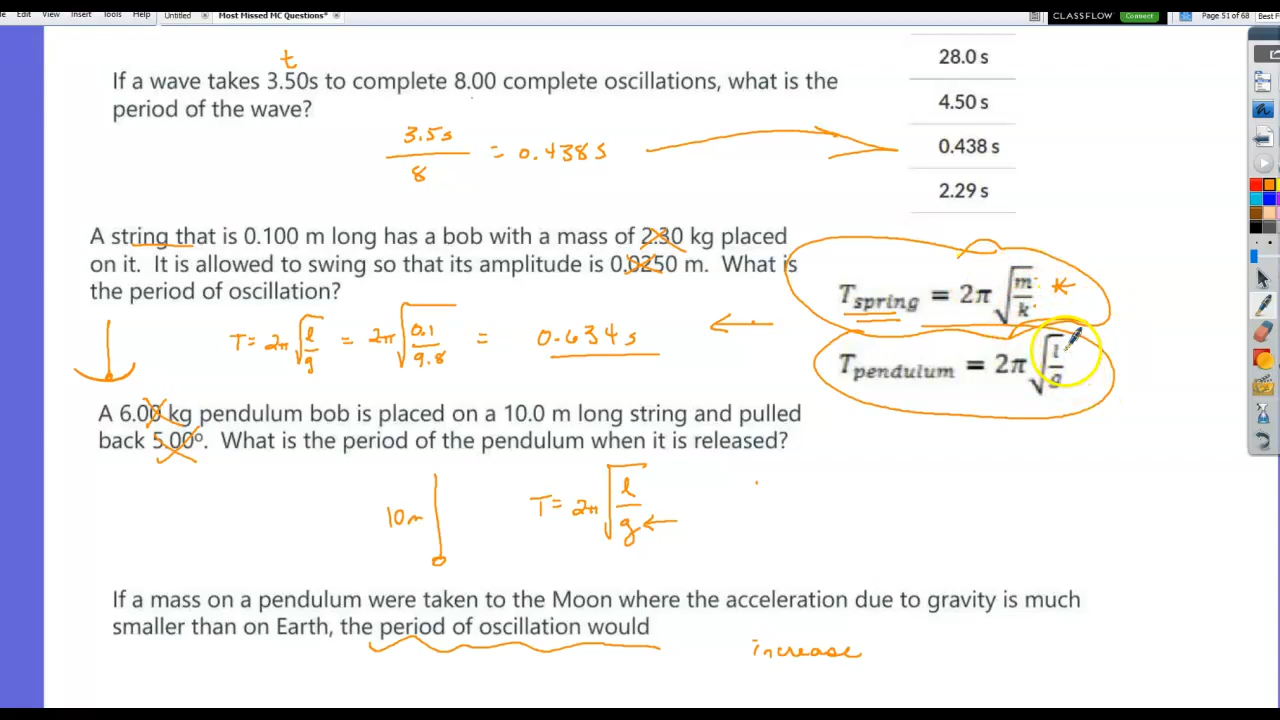 View Edit Insert Tools Help
Untitled Most Missed MC Questions*
CLASSFLOW Connect Page 51 of 68 Best F
t
If a wave takes 3.50s to complete 8.00 complete oscillations, what is the
period of the wave?
3.5s
8
= 0.438 s
28.0 s
4.50 s
0.438 s
2.29 s
A string that is 0.100 m long has a bob with a mass of 2.30 kg placed
on it. It is allowed to swing so that its amplitude is 0.0250 m. What is
the period of oscillation?
T = 2π√l/g = 2π√0.1/9.8 = 0.634 s
Tspring = 2π√m/k
Tpendulum = 2π√l/g
A 6.00 kg pendulum bob is placed on a 10.0 m long string and pulled
back 5.00º. What is the period of the pendulum when it is released?
10m
T = 2π√l/g
If a mass on a pendulum were taken to the Moon where the acceleration due to gravity is much
smaller than on Earth, the period of oscillation would
increase